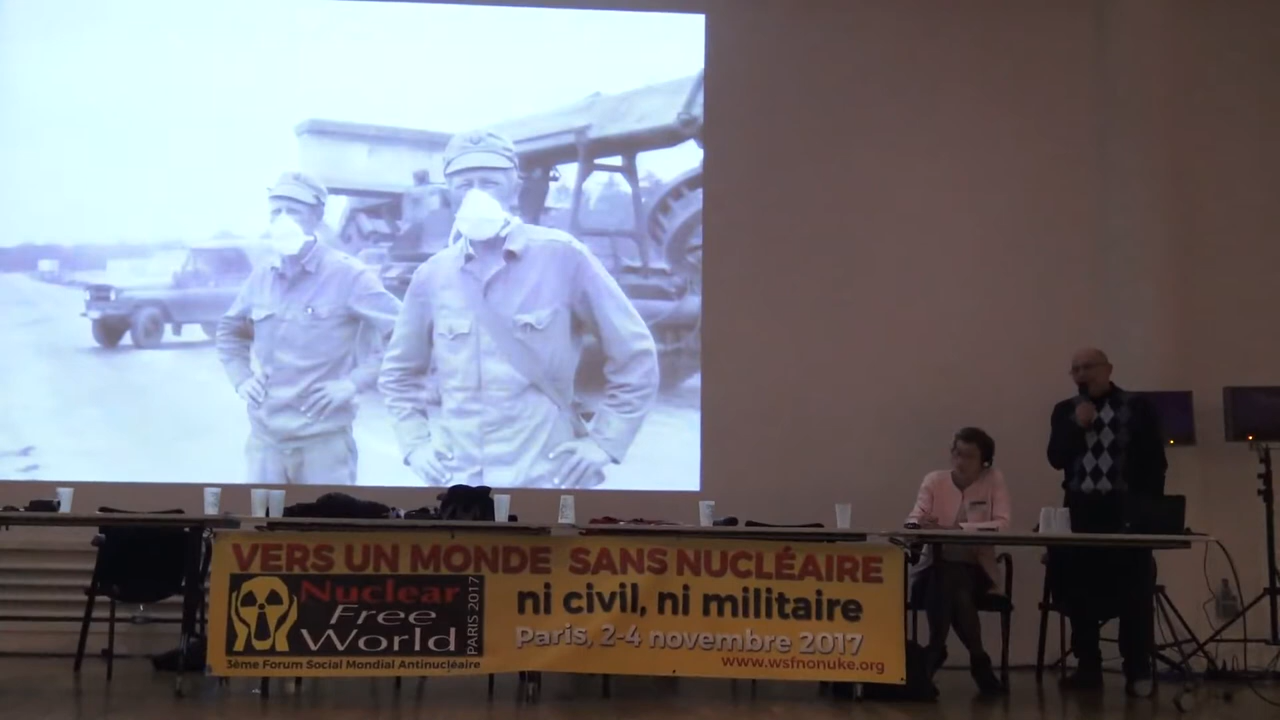 VERS UN MONDE SANS NUCLÉAIRE
Nuclear
Free
World
PARIS 2017
ni civil, ni militaire
Paris, 2-4 novembre 2017
3ème Forum Social Mondial Antinucléaire
www.wsfnonuke.org